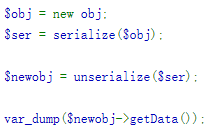 $obj = new obj;
$ser = serialize($obj);
$newobj = unserialize($ser);
var_dump($newobj->getData());